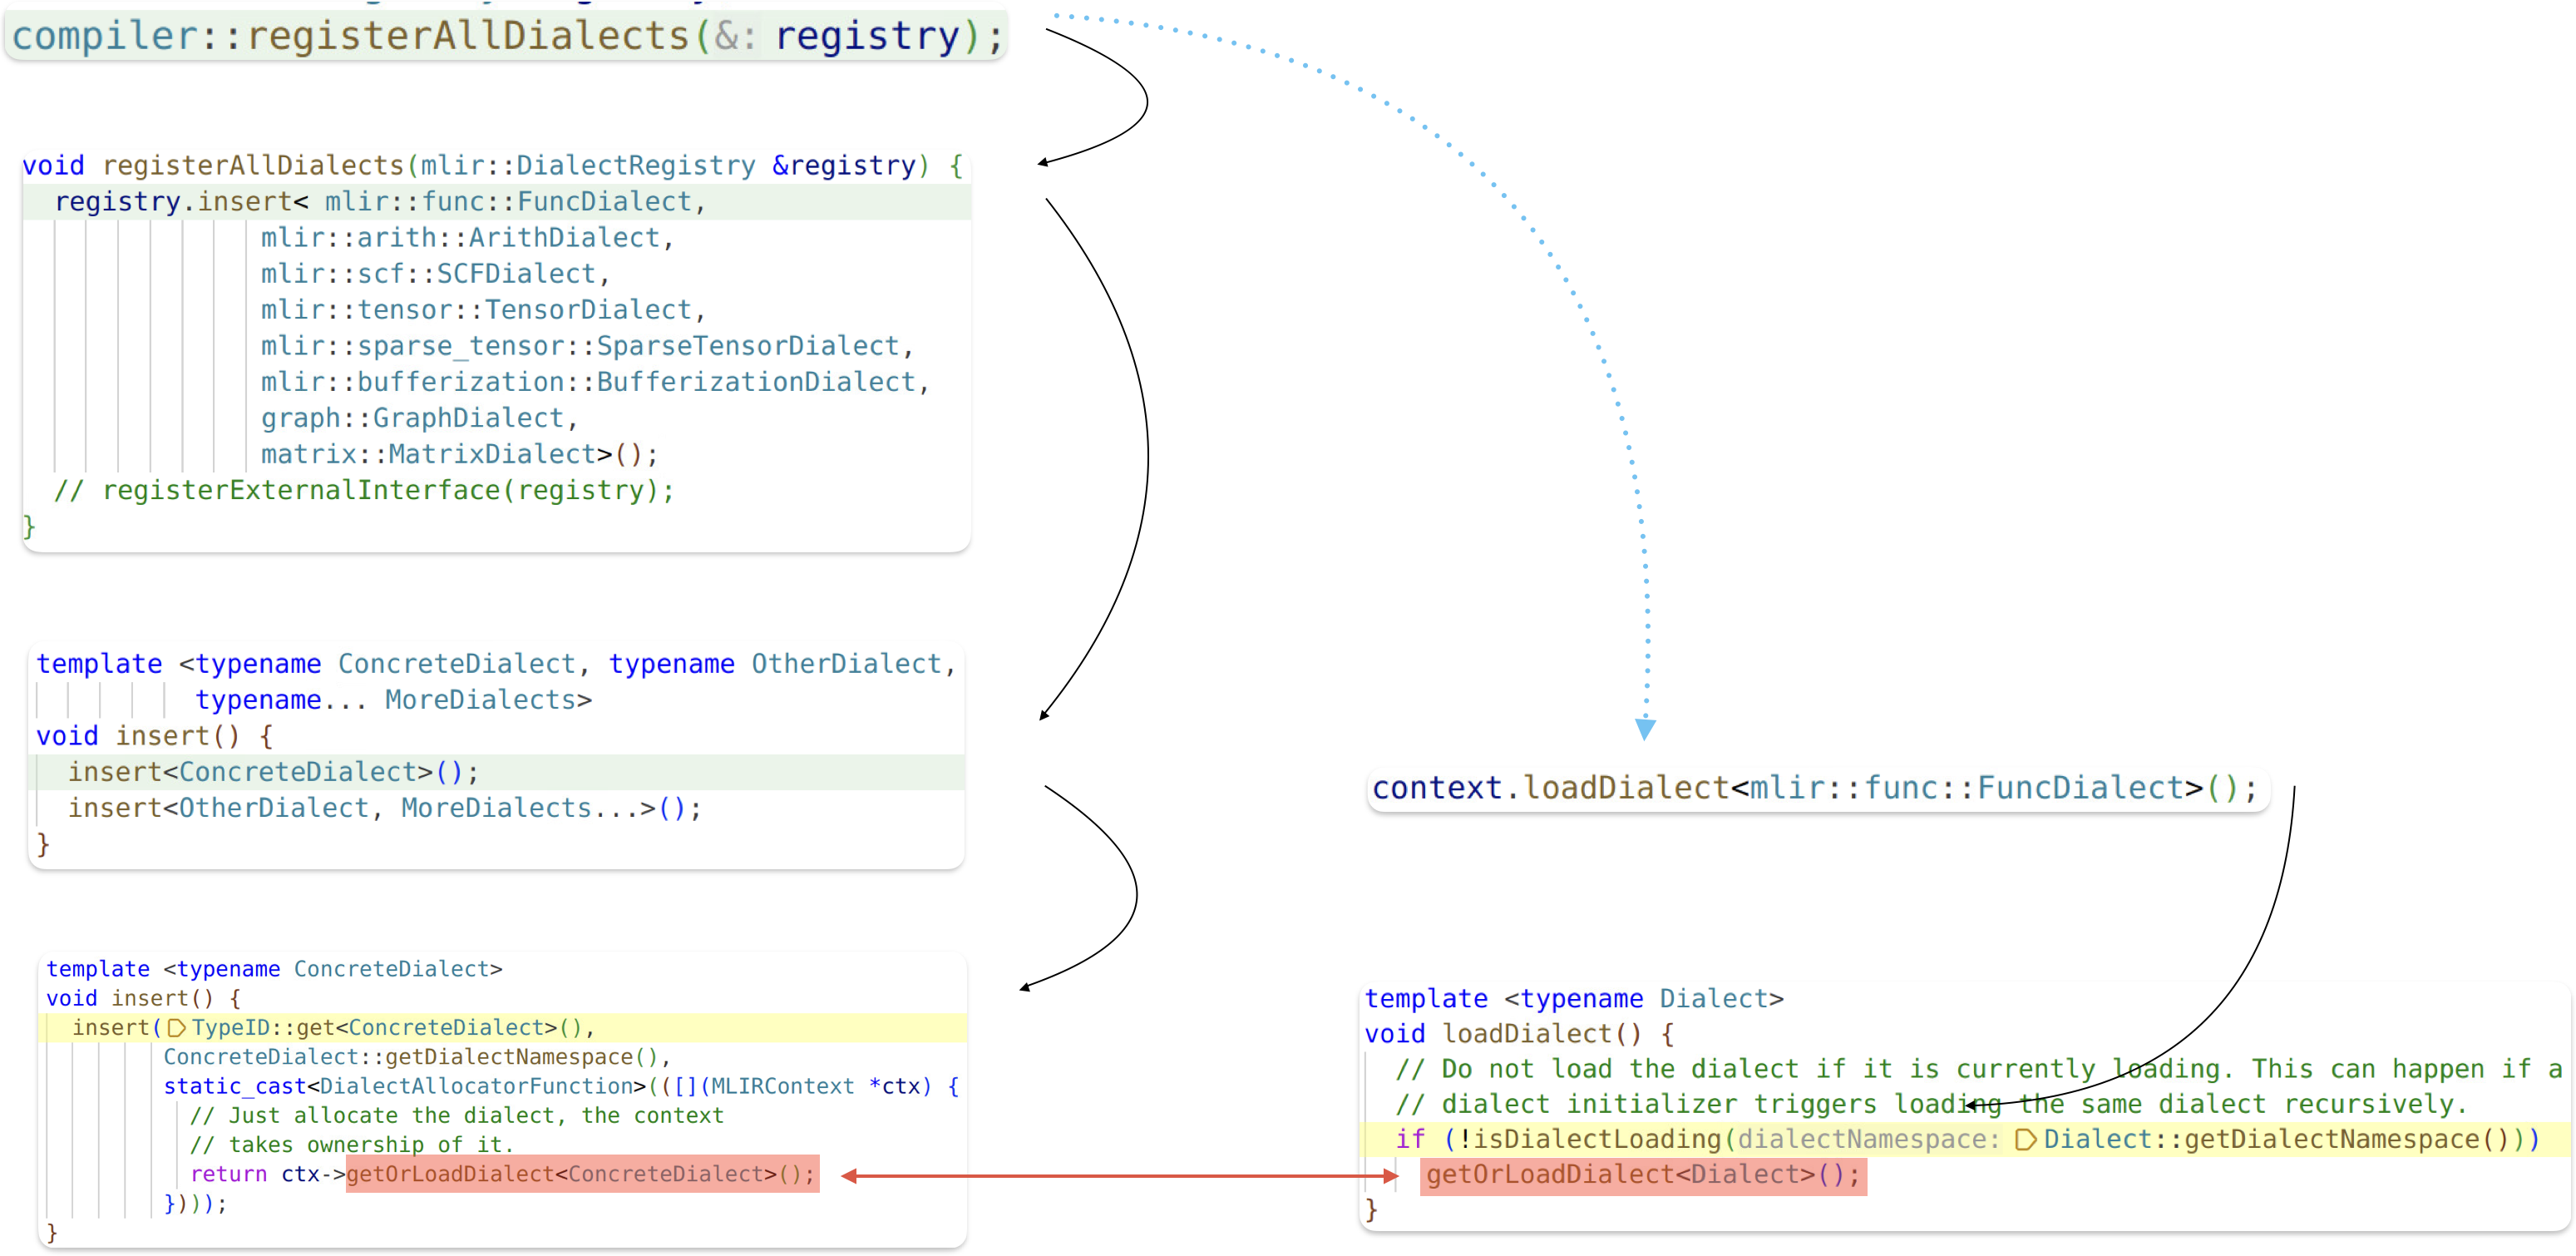 compiler::registerAllDialects(&: registry);
void registerAllDialects(mlir::DialectRegistry &registry) {
  registry.insert< mlir::func::FuncDialect,
                   mlir::arith::ArithDialect,
                   mlir::scf::SCFDialect,
                   mlir::tensor::TensorDialect,
                   mlir::sparse_tensor::SparseTensorDialect,
                   mlir::bufferization::BufferizationDialect,
                   graph::GraphDialect,
                   matrix::MatrixDialect>();
  // registerExternalInterface(registry);
}
template <typename ConcreteDialect, typename OtherDialect,
          typename... MoreDialects>
void insert() {
  insert<ConcreteDialect>();
  insert<OtherDialect, MoreDialects...>();
}
template <typename ConcreteDialect>
void insert() {
  insert(TypeID::get<ConcreteDialect>(),
         ConcreteDialect::getDialectNamespace(),
         static_cast<DialectAllocatorFunction>(([](MLIRContext *ctx) {
           // Just allocate the dialect, the context
           // takes ownership of it.
           return ctx->getOrLoadDialect<ConcreteDialect>();
         })));
}
context.loadDialect<mlir::func::FuncDialect>();
template <typename Dialect>
void loadDialect() {
  // Do not load the dialect if it is currently loading. This can happen if a
  // dialect initializer triggers loading the same dialect recursively.
  if (!isDialectLoading(dialectNamespace: Dialect::getDialectNamespace()))
    getOrLoadDialect<Dialect>();
}